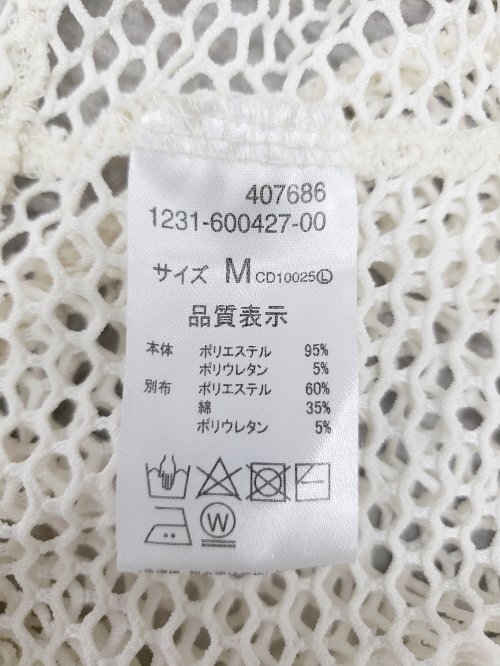 407686
1231-600427-00
サイズ M CD10025Ⓛ
品質表示
本体 ポリエステル 95%
ポリウレタン 5%
別布 ポリエステル 60%
綿 35%
ポリウレタン 5%
W